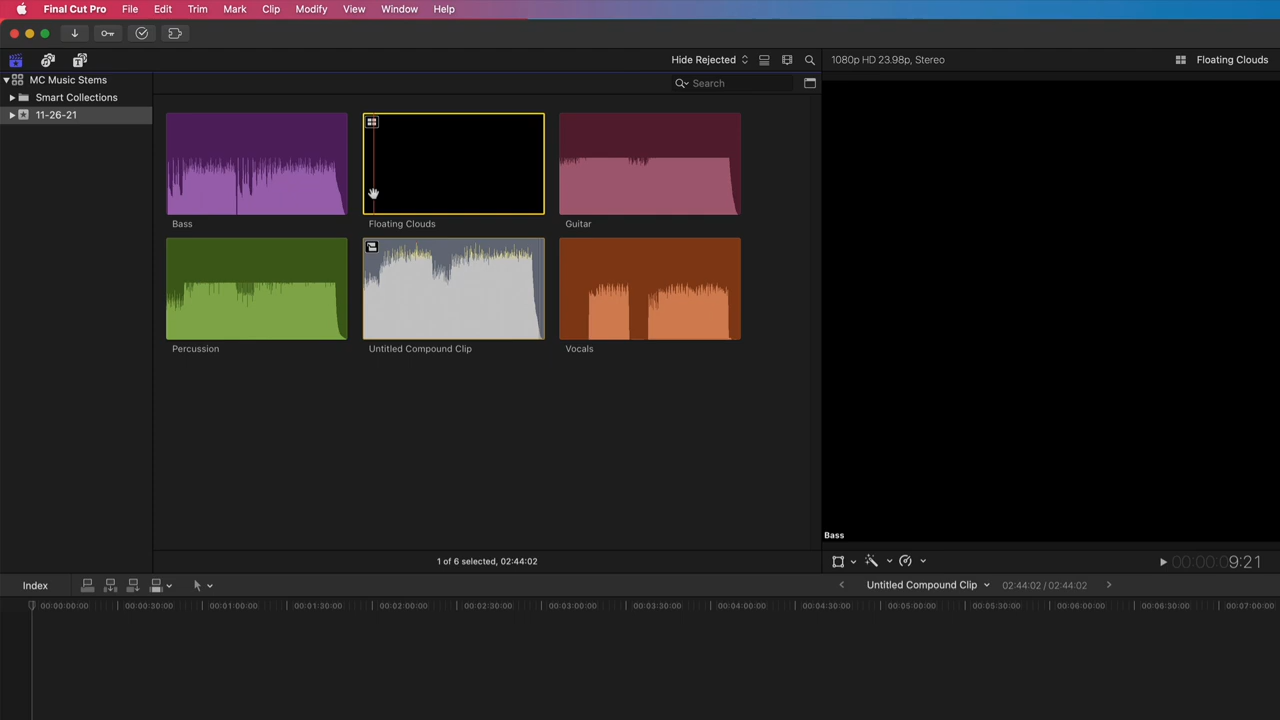 Final Cut Pro File Edit Trim Mark Clip Modify View Window Help
Hide Rejected
1080p HD 23.98p, Stereo
Floating Clouds
MC Music Stems
Search
Smart Collections
11-26-21
Bass
Floating Clouds
Guitar
Percussion
Untitled Compound Clip
Vocals
Bass
1 of 6 selected, 02:44:02
00:00:09:21
Index
Untitled Compound Clip
02:44:02 / 02:44:02
00:00:00:00 00:00:30:00 00:01:00:00 00:01:30:00 00:02:00:00 00:02:30:00 00:03:00:00 00:03:30:00 00:04:00:00 00:04:30:00 00:05:00:00 00:05:30:00 00:06:00:00 00:06:30:00 00:07:00:00